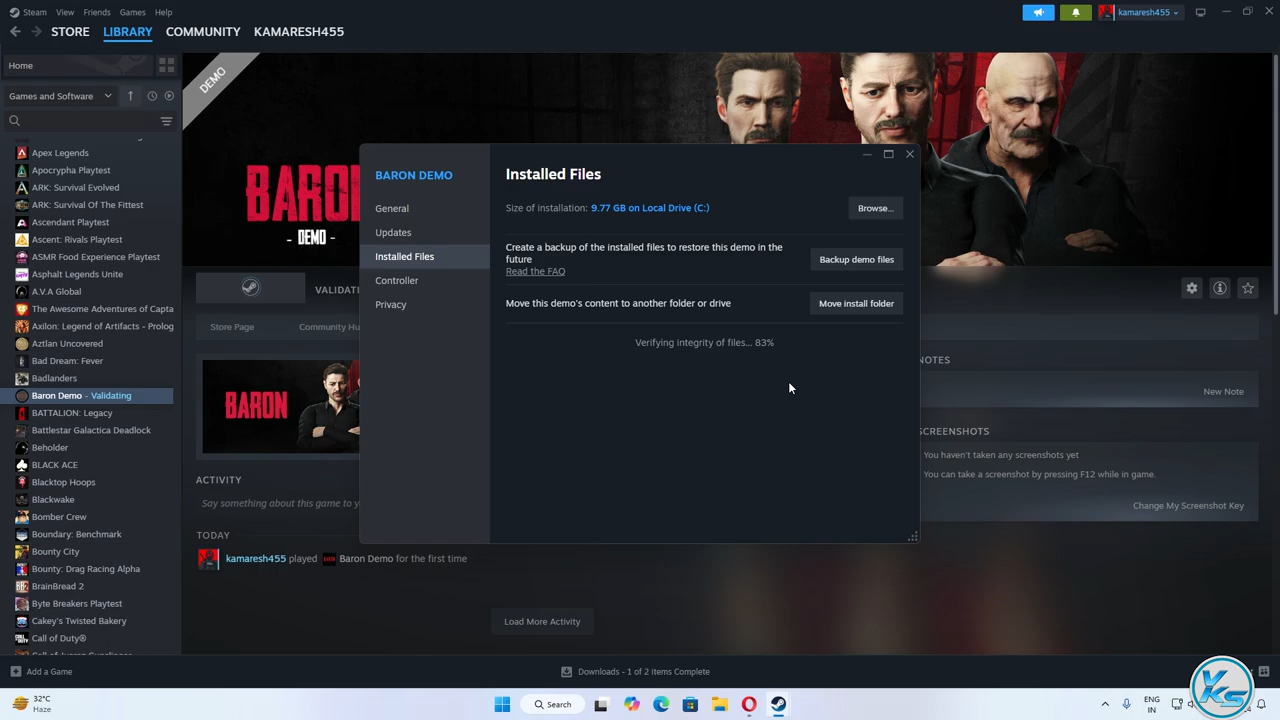 Steam View Friends Games Help
kamaresh455
STORE LIBRARY COMMUNITY KAMARESH455
Home
Games and Software
Apex Legends
Apocrypha Playtest
ARK: Survival Evolved
ARK: Survival Of The Fittest
Ascendant Playtest
Ascent: Rivals Playtest
ASMR Food Experience Playtest
Asphalt Legends Unite
A.V.A Global
The Awesome Adventures of Capta
Axilon: Legend of Artifacts - Prolog
Aztlan Uncovered
Bad Dream: Fever
Badlanders
Baron Demo - Validating
BATTALION: Legacy
Battlestar Galactica Deadlock
Beholder
BLACK ACE
Blacktop Hoops
Blackwake
Bomber Crew
Boundary: Benchmark
Bounty City
Bounty: Drag Racing Alpha
BrainBread 2
Byte Breakers Playtest
Cakey's Twisted Bakery
Call of Duty®
DEMO
BARON
- DEMO -
VALIDATI
Store Page Community Hu
BARON
ACTIVITY
Say something about this game to y
TODAY
kamaresh455 played Baron Demo for the first time
Load More Activity
BARON DEMO
General
Updates
Installed Files
Controller
Privacy
Installed Files
Size of installation: 9.77 GB on Local Drive (C:)
Browse...
Create a backup of the installed files to restore this demo in the
future
Read the FAQ
Backup demo files
Move this demo's content to another folder or drive
Move install folder
Verifying integrity of files... 83%
NOTES
New Note
SCREENSHOTS
You haven't taken any screenshots yet
You can take a screenshot by pressing F12 while in game.
Change My Screenshot Key
Add a Game
Downloads - 1 of 2 Items Complete
32°C
Haze
Search
ENG
IN
KS